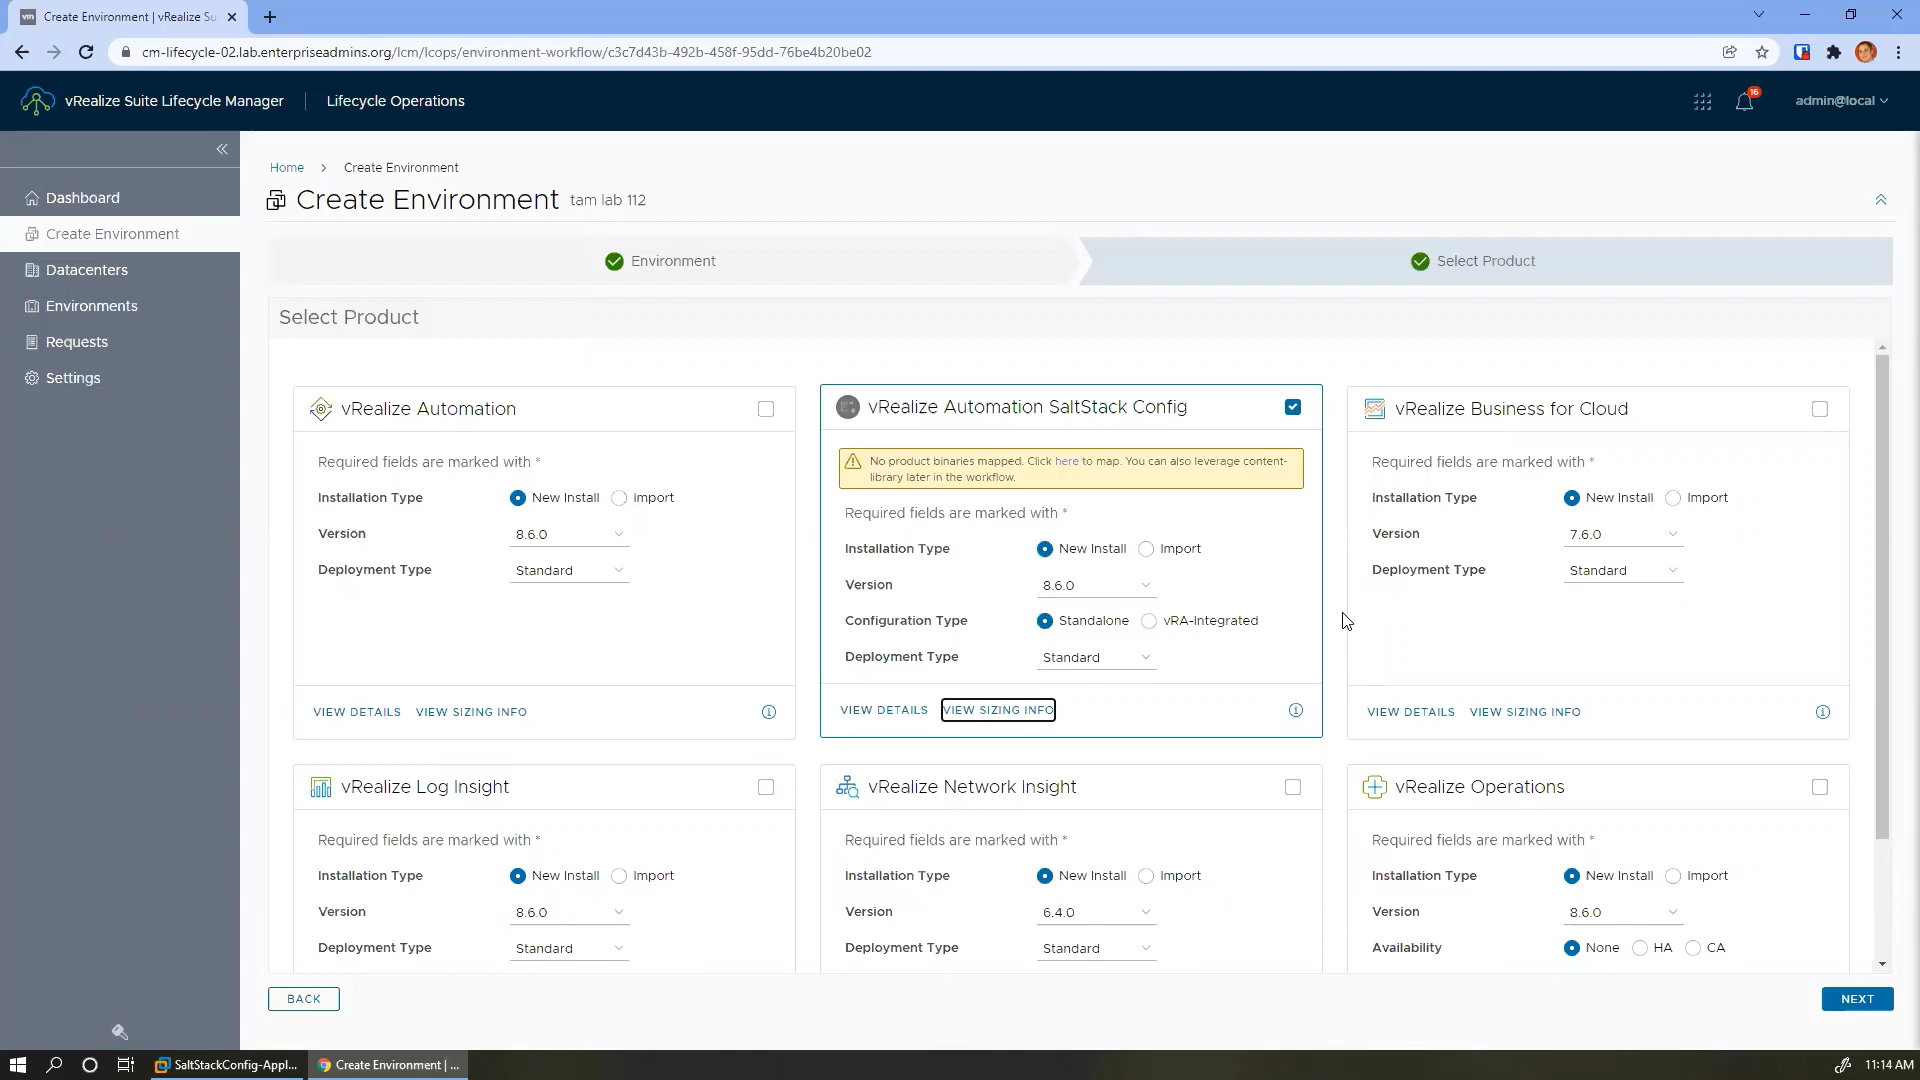 vm Create Environment | vRealize Su
cm-lifecycle-02.lab.enterpriseadmins.org/lcm/lcops/environment-workflow/c3c7d43b-492b-458f-95dd-76be4b20be02
vRealize Suite Lifecycle Manager
Lifecycle Operations
16
admin@local
Dashboard
Create Environment
Datacenters
Environments
Requests
Settings
Home > Create Environment
Create Environment tam lab 112
Environment
Select Product
Select Product
vRealize Automation
Required fields are marked with *
Installation Type New Install Import
Version 8.6.0
Deployment Type Standard
VIEW DETAILS VIEW SIZING INFO
vRealize Automation SaltStack Config
No product binaries mapped. Click here to map. You can also leverage content-
library later in the workflow.
Required fields are marked with *
Installation Type New Install Import
Version 8.6.0
Configuration Type Standalone vRA-Integrated
Deployment Type Standard
VIEW DETAILS VIEW SIZING INFO
vRealize Business for Cloud
Required fields are marked with *
Installation Type New Install Import
Version 7.6.0
Deployment Type Standard
VIEW DETAILS VIEW SIZING INFO
vRealize Log Insight
Required fields are marked with *
Installation Type New Install Import
Version 8.6.0
Deployment Type Standard
vRealize Network Insight
Required fields are marked with *
Installation Type New Install Import
Version 6.4.0
Deployment Type Standard
vRealize Operations
Required fields are marked with *
Installation Type New Install Import
Version 8.6.0
Availability None HA CA
BACK
NEXT
SaltStackConfig-Appl...
Create Environment | ...
11:14 AM